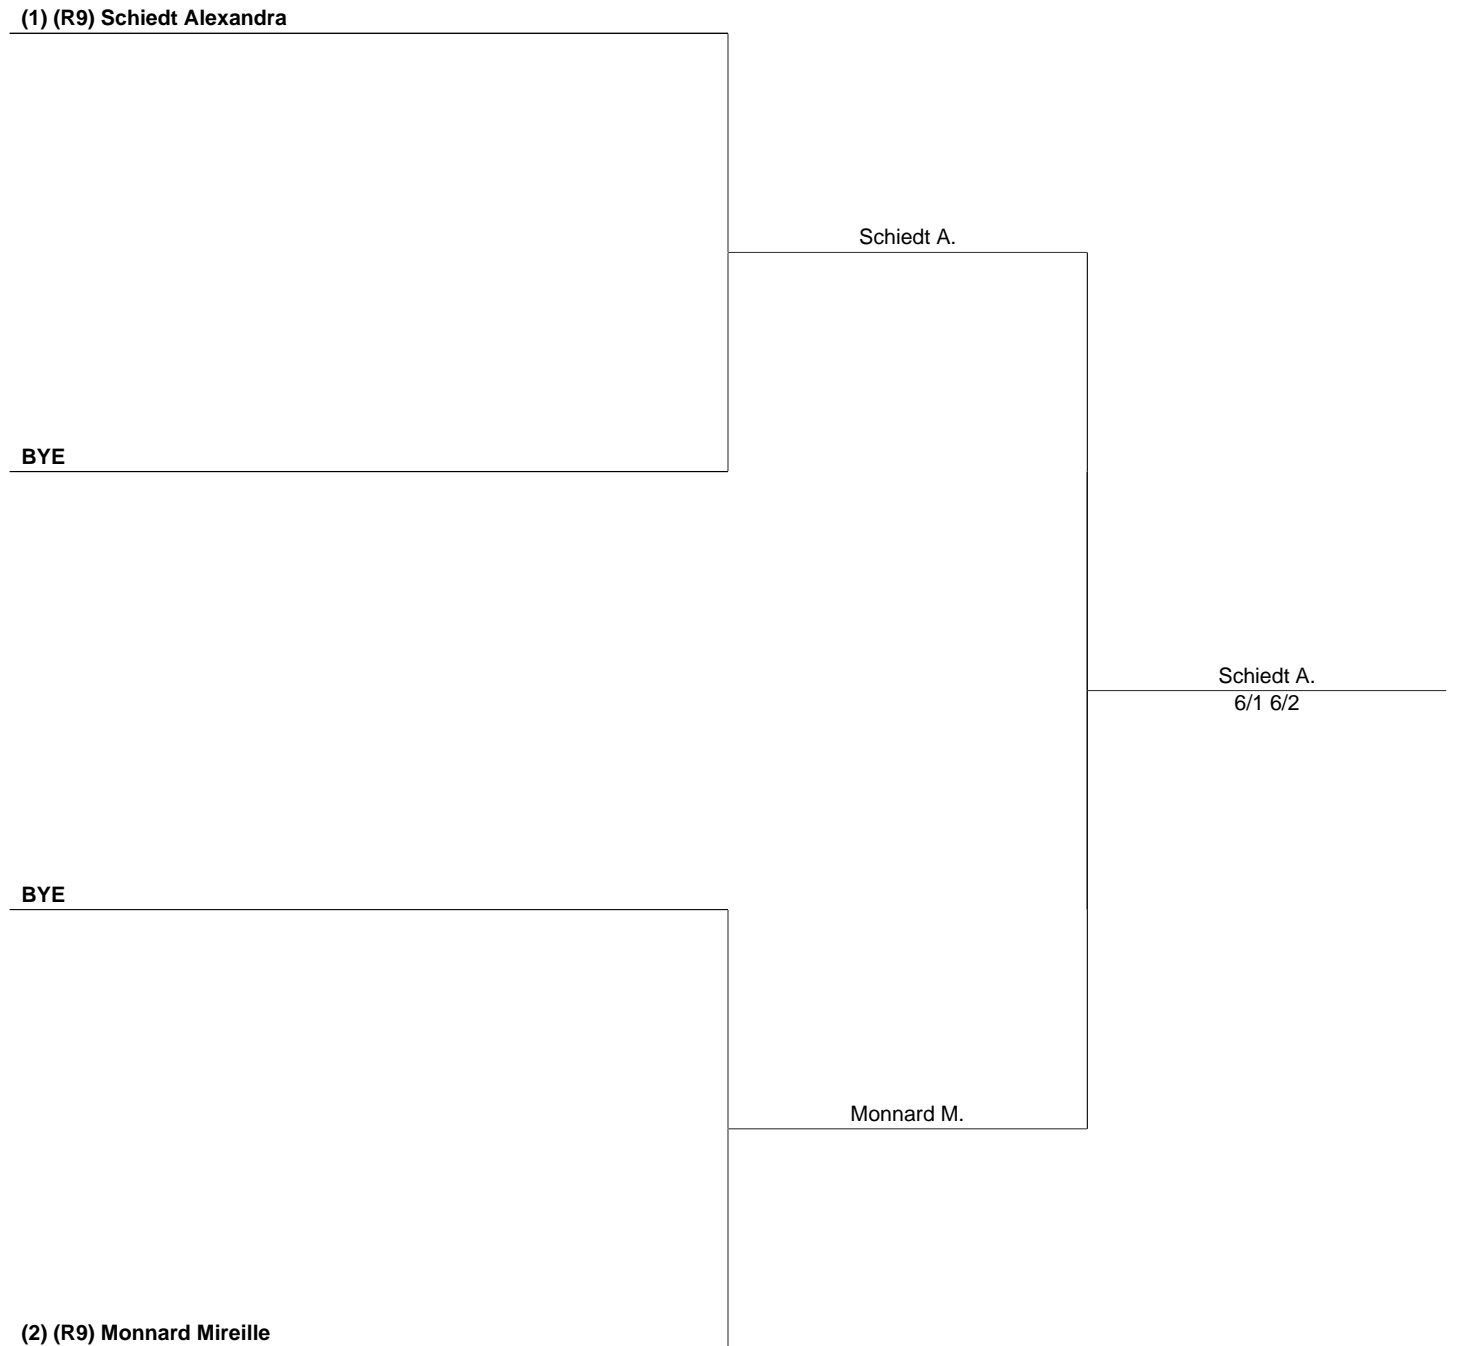 (1) (R9) Schiedt Alexandra
Schiedt A.
BYE
Schiedt A.
6/1 6/2
BYE
Monnard M.
(2) (R9) Monnard Mireille